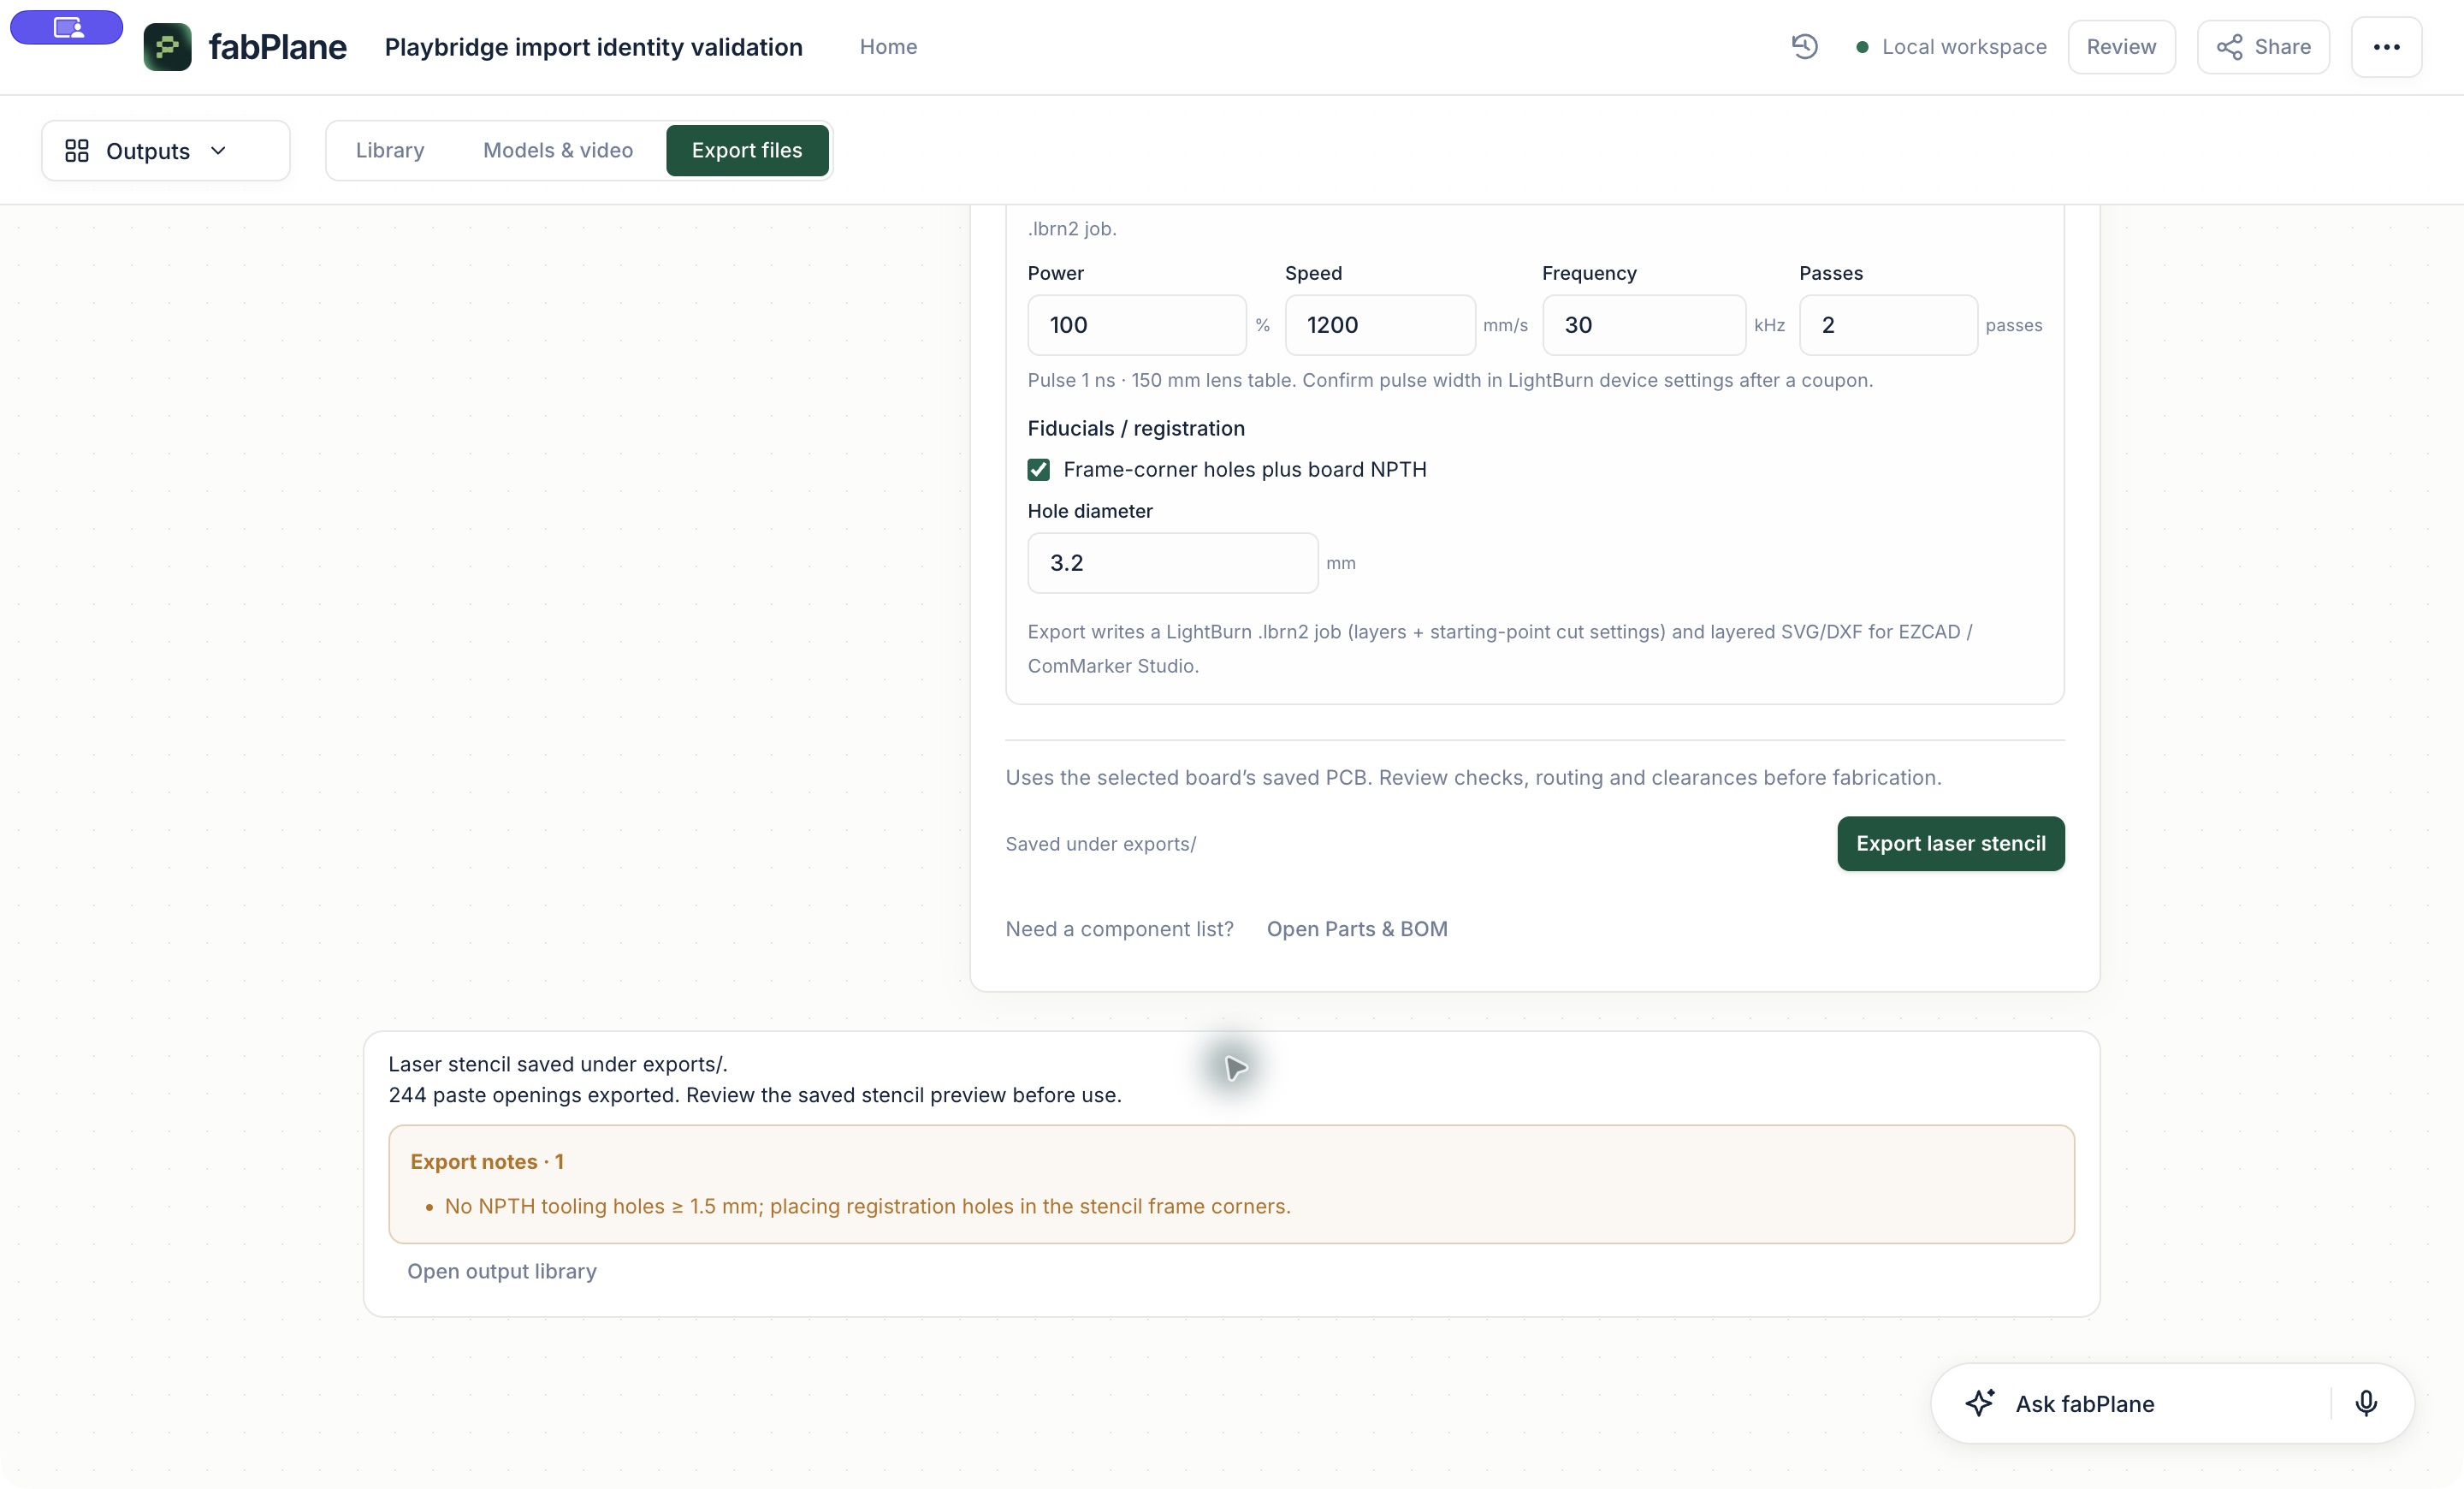 fabPlane
Playbridge import identity validation
Home
Local workspace
Review
Share
Outputs
Library
Models & video
Export files
.lbrn2 job.
Power
Speed
Frequency
Passes
100 %
1200 mm/s
30 kHz
2 passes
Pulse 1 ns · 150 mm lens table. Confirm pulse width in LightBurn device settings after a coupon.
Fiducials / registration
Frame-corner holes plus board NPTH
Hole diameter
3.2 mm
Export writes a LightBurn .lbrn2 job (layers + starting-point cut settings) and layered SVG/DXF for EZCAD /
ComMarker Studio.
Uses the selected board’s saved PCB. Review checks, routing and clearances before fabrication.
Saved under exports/
Export laser stencil
Need a component list?
Open Parts & BOM
Laser stencil saved under exports/.
244 paste openings exported. Review the saved stencil preview before use.
Export notes · 1
• No NPTH tooling holes ≥ 1.5 mm; placing registration holes in the stencil frame corners.
Open output library
Ask fabPlane